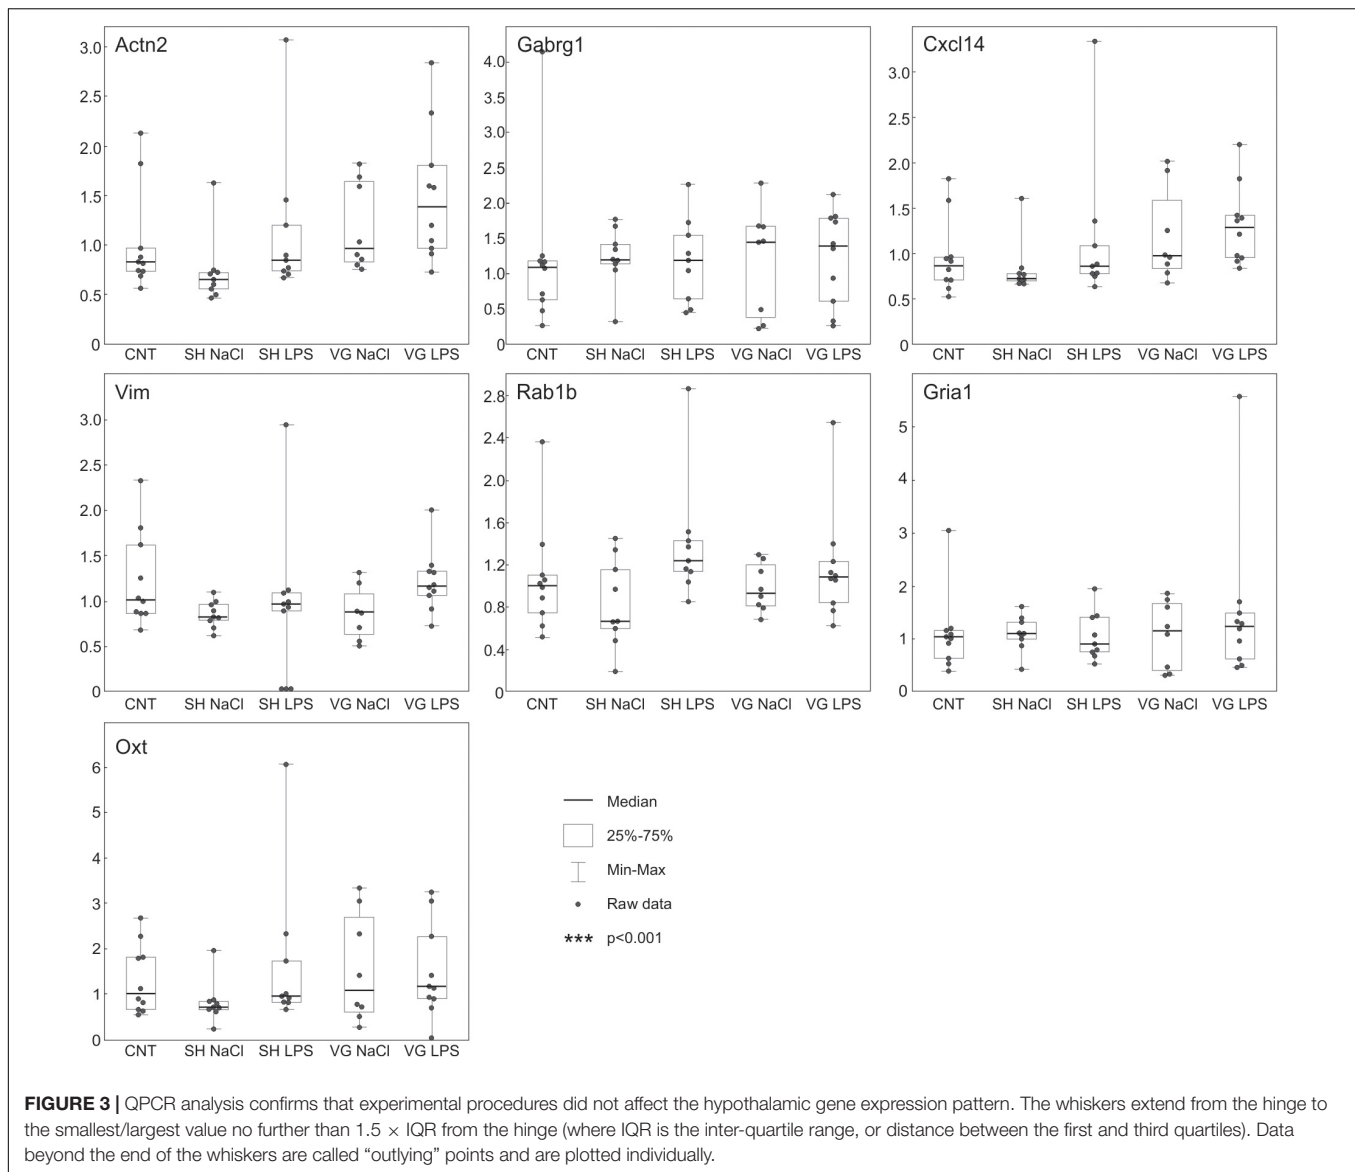 Actn2
3.0
2.5
2.0
1.5
1.0
0.5
0
CNT SH NaCl SH LPS VG NaCl VG LPS
Gabrg1
4.0
4.5
4.0
3.0
2.5
2.0
1.5
1.0
0.5
0
CNT SH NaCl SH LPS VG NaCl VG LPS
Cxcl14
3.0
2.5
2.0
1.5
1.0
0.5
0
CNT SH NaCl SH LPS VG NaCl VG LPS
Vim
3.0
2.5
2.0
1.5
1.0
0.5
0
CNT SH NaCl SH LPS VG NaCl VG LPS
Rab1b
2.8
2.4
2.0
1.6
1.2
0.8
0.4
0
CNT SH NaCl SH LPS VG NaCl VG LPS
Gria1
5
4
3
2
1
0
CNT SH NaCl SH LPS VG NaCl VG LPS
Oxt
6
5
4
3
2
1
0
CNT SH NaCl SH LPS VG NaCl VG LPS
Median
25%-75%
Min-Max
Raw data
*** p<0.001
FIGURE 3 | QPCR analysis confirms that experimental procedures did not affect the hypothalamic gene expression pattern. The whiskers extend from the hinge to
the smallest/largest value no further than 1.5 × IQR from the hinge (where IQR is the inter-quartile range, or distance between the first and third quartiles). Data
beyond the end of the whiskers are called “outlying” points and are plotted individually.